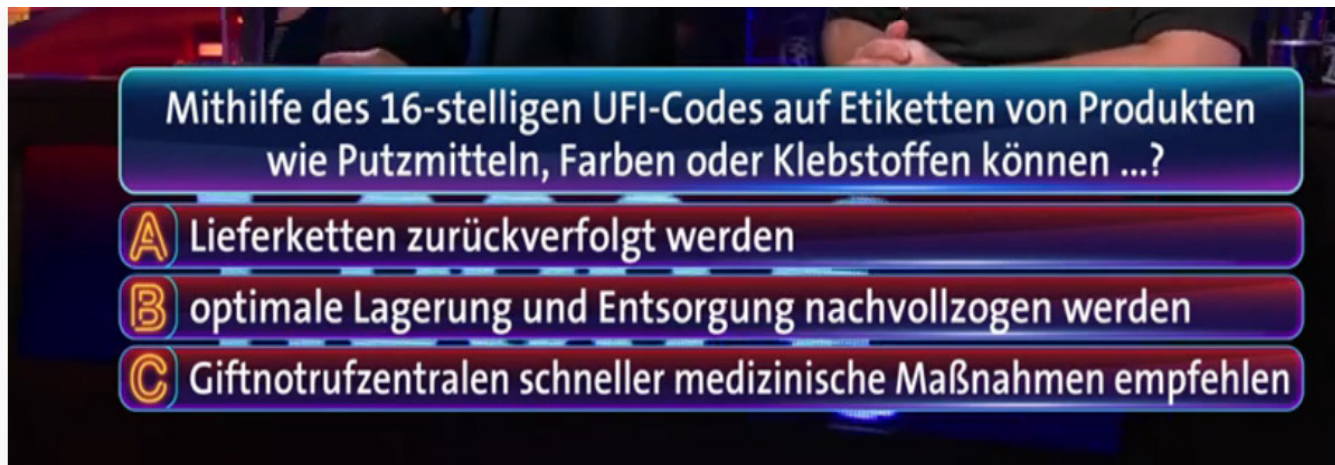 Mithilfe des 16-stelligen UFI-Codes auf Etiketten von Produkten
wie Putzmitteln, Farben oder Klebstoffen können ...?
A Lieferketten zurückverfolgt werden
B optimale Lagerung und Entsorgung nachvollzogen werden
C Giftnotrufzentralen schneller medizinische Maßnahmen empfehlen